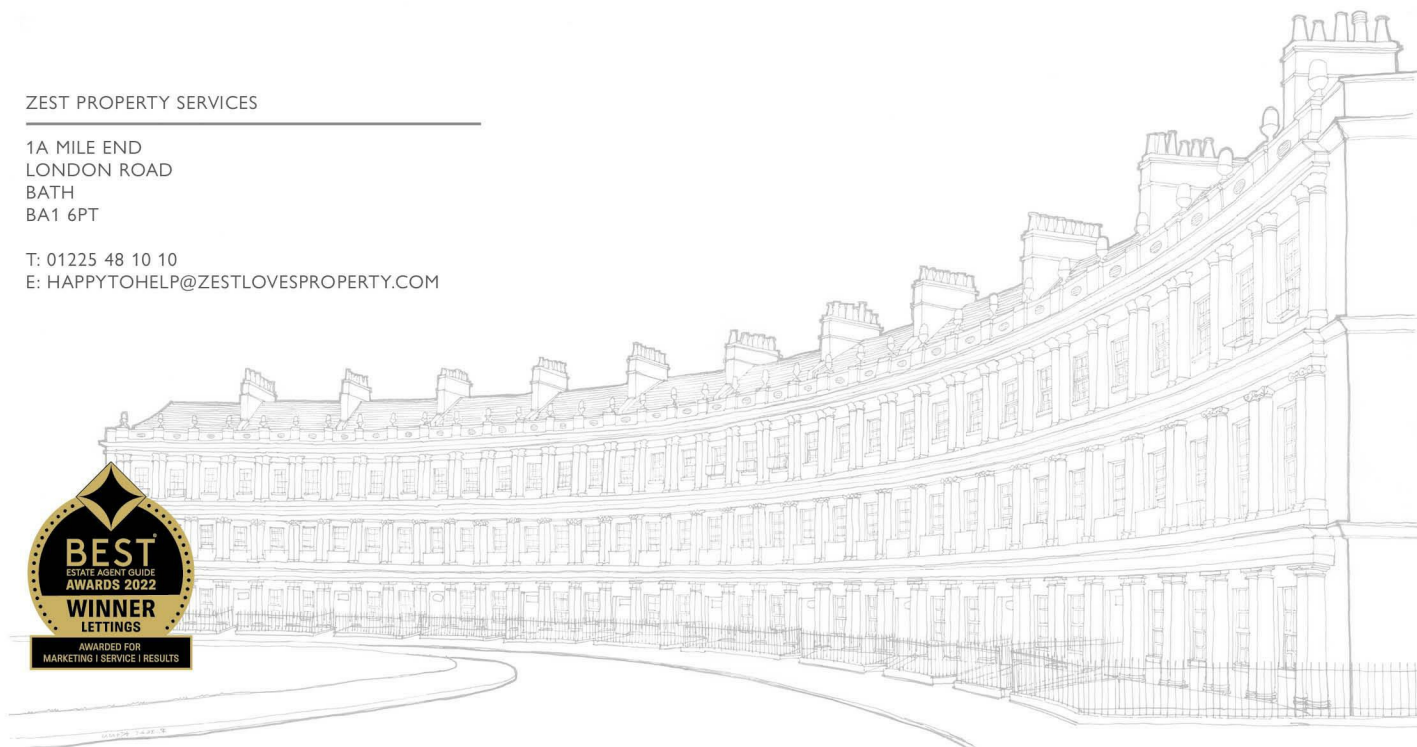 ZEST PROPERTY SERVICES
1A MILE END
LONDON ROAD
BATH
BA1 6PT
T: 01225 48 10 10
E: HAPPYTOHELP@ZESTLOVESPROPERTY.COM
BEST
ESTATE AGENT GUIDE
AWARDS 2022
WINNER
LETTINGS
AWARDED FOR
MARKETING | SERVICE | RESULTS